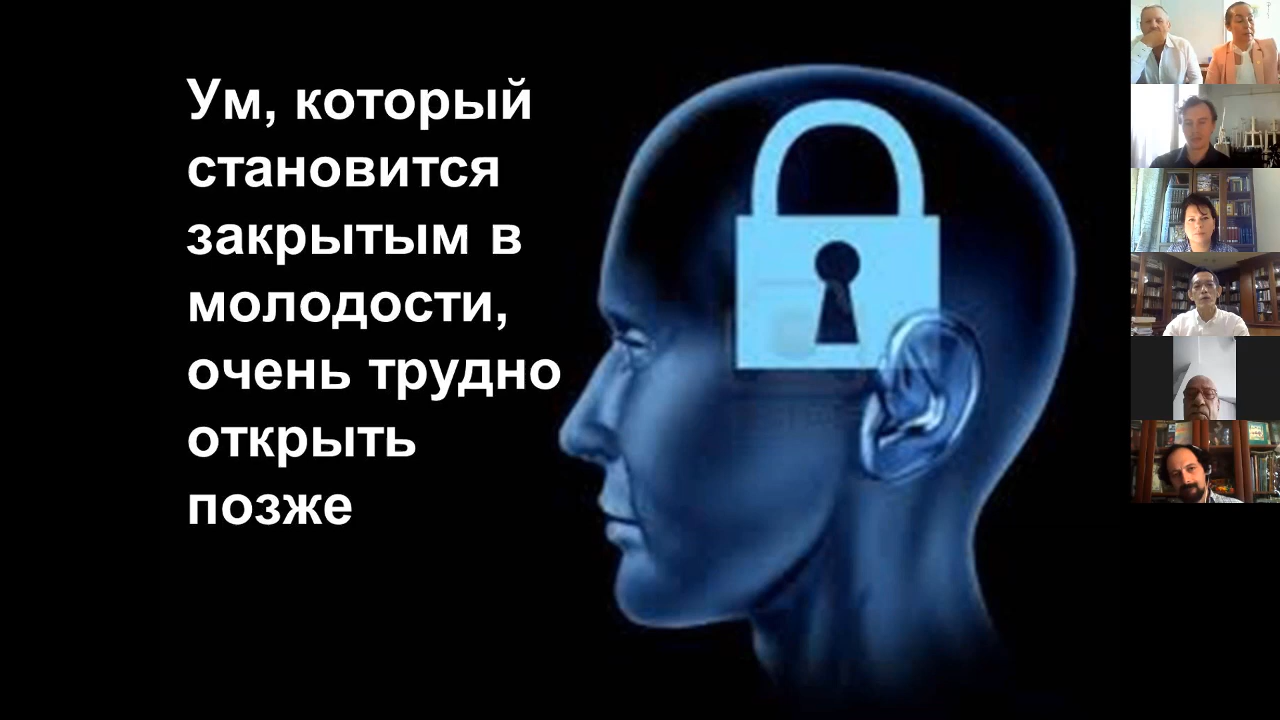 Ум, который
становится
закрытым в
молодости,
очень трудно
открыть
позже